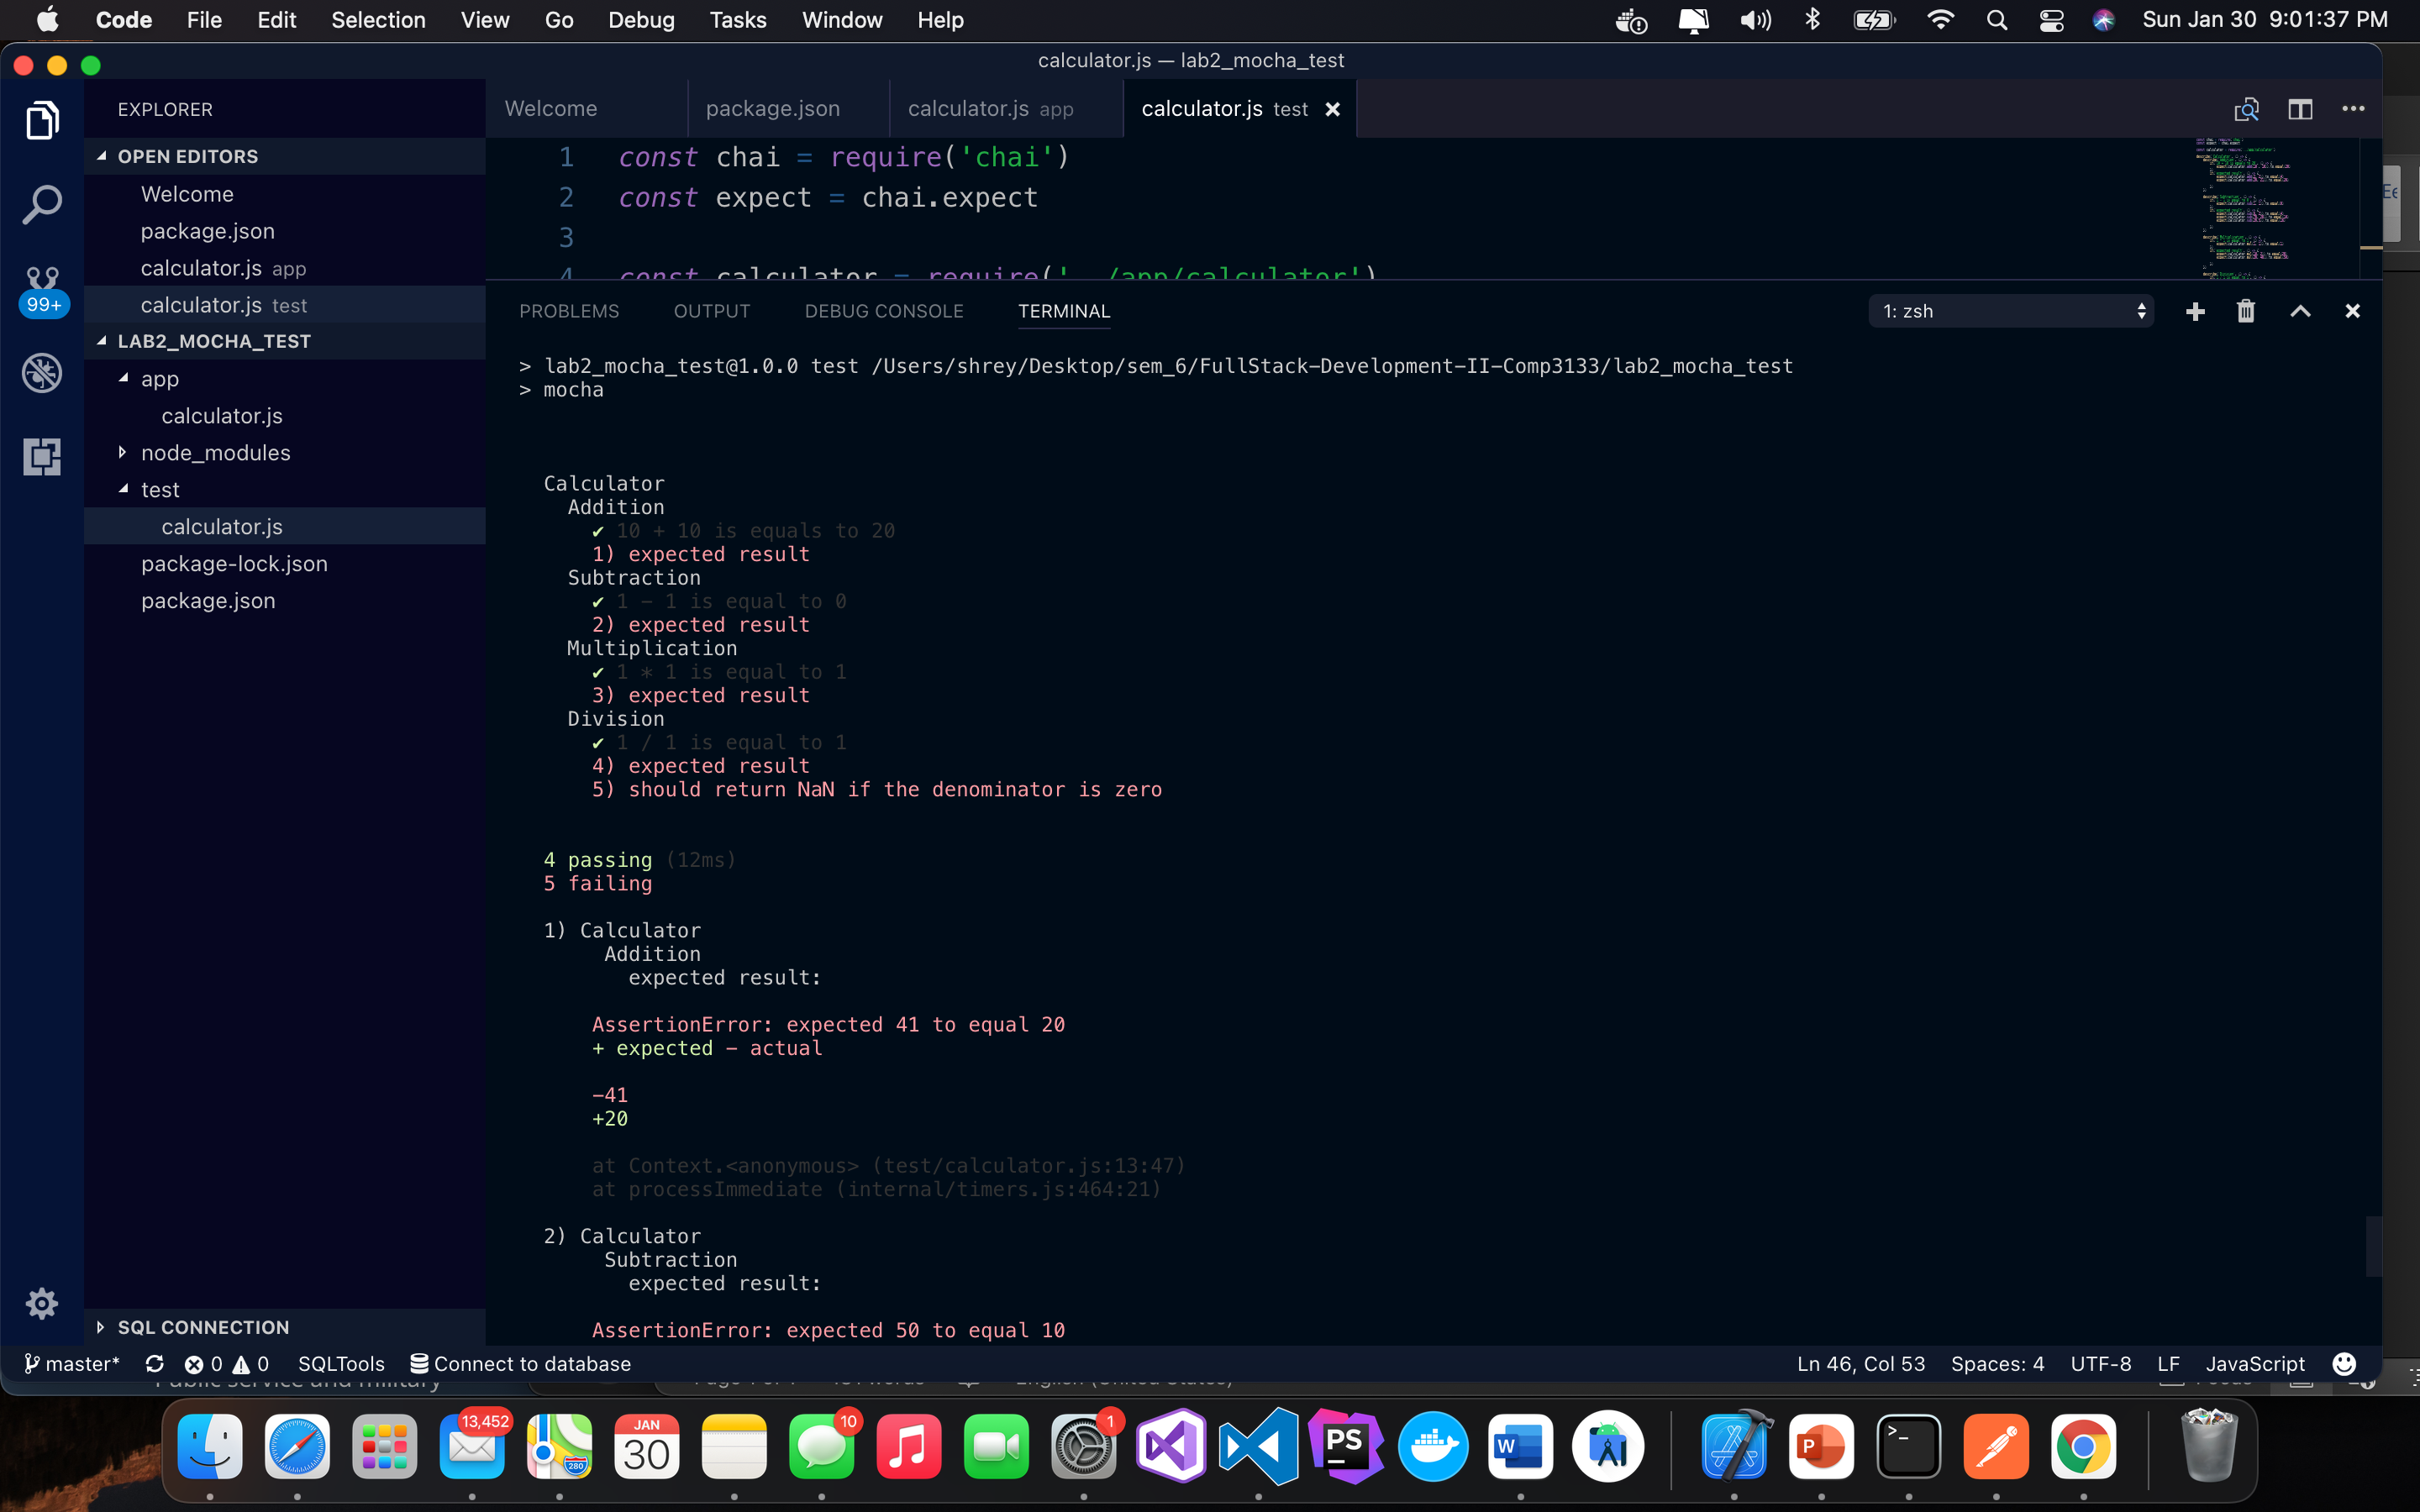 Code File Edit Selection View Go Debug Tasks Window Help Sun Jan 30 9:01:37 PM
calculator.js — lab2_mocha_test
EXPLORER
OPEN EDITORS
Welcome
package.json
calculator.js app
calculator.js test
99+
LAB2_MOCHA_TEST
app
calculator.js
node_modules
test
calculator.js
package-lock.json
package.json
SQL CONNECTION
Welcome package.json calculator.js app calculator.js test
1 const chai = require('chai')
2 const expect = chai.expect
3
4 const calculator = require('../app/calculator')
PROBLEMS OUTPUT DEBUG CONSOLE TERMINAL 1: zsh
> lab2_mocha_test@1.0.0 test /Users/shrey/Desktop/sem_6/FullStack-Development-II-Comp3133/lab2_mocha_test
> mocha
Calculator
Addition
✔ 10 + 10 is equals to 20
1) expected result
Subtraction
✔ 1 - 1 is equal to 0
2) expected result
Multiplication
✔ 1 * 1 is equal to 1
3) expected result
Division
✔ 1 / 1 is equal to 1
4) expected result
5) should return NaN if the denominator is zero
4 passing (12ms)
5 failing
1) Calculator
Addition
expected result:
AssertionError: expected 41 to equal 20
+ expected - actual
-41
+20
at Context.<anonymous> (test/calculator.js:13:47)
at processImmediate (internal/timers.js:464:21)
2) Calculator
Subtraction
expected result:
AssertionError: expected 50 to equal 10
master* 0 0 SQLTools Connect to database Ln 46, Col 53 Spaces: 4 UTF-8 LF JavaScript
Public service and military
13,452
JAN
30
280
10
1
PS
W
P
>_